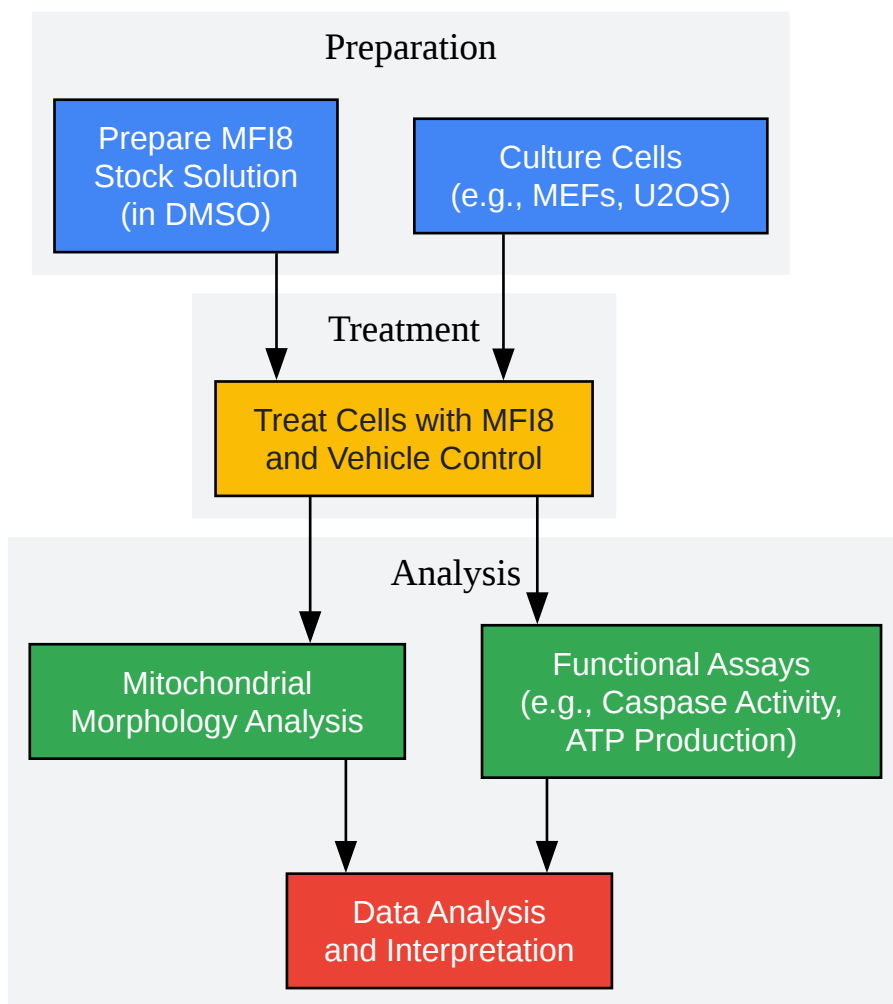 Preparation
Prepare MFI8
Stock Solution
(in DMSO)
Culture Cells
(e.g., MEFs, U2OS)
Treatment
Treat Cells with MFI8
and Vehicle Control
Analysis
Mitochondrial
Morphology Analysis
Functional Assays
(e.g., Caspase Activity,
ATP Production)
Data Analysis
and Interpretation